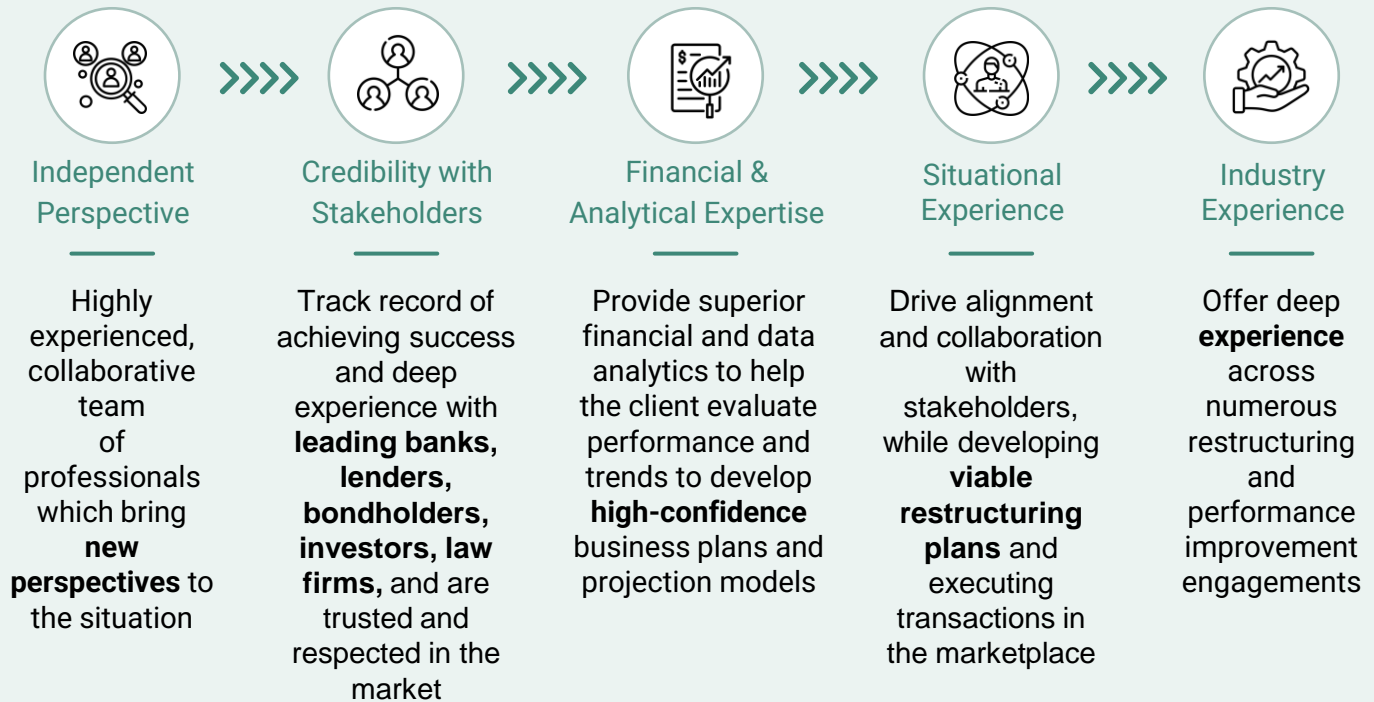 Independent
Perspective
Highly
experienced,
collaborative
team
of
professionals
which bring
new
perspectives to
the situation
Credibility with
Stakeholders
Track record of
achieving success
and deep
experience with
leading banks,
lenders,
bondholders,
investors, law
firms, and are
trusted and
respected in the
market
Financial &
Analytical Expertise
Provide superior
financial and data
analytics to help
the client evaluate
performance and
trends to develop
high-confidence
business plans and
projection models
Situational
Experience
Drive alignment
and collaboration
with
stakeholders,
while developing
viable
restructuring
plans and
executing
transactions in
the marketplace
Industry
Experience
Offer deep
experience
across
numerous
restructuring
and
performance
improvement
engagements